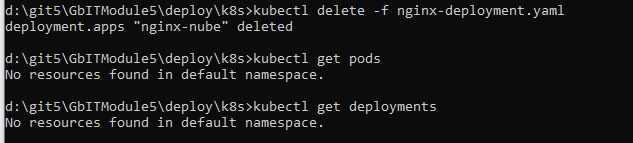 d:\git5\GbITModule5\deploy\k8s>kubectl delete -f nginx-deployment.yaml
deployment.apps "nginx-nube" deleted
d:\git5\GbITModule5\deploy\k8s>kubectl get pods
No resources found in default namespace.
d:\git5\GbITModule5\deploy\k8s>kubectl get deployments
No resources found in default namespace.